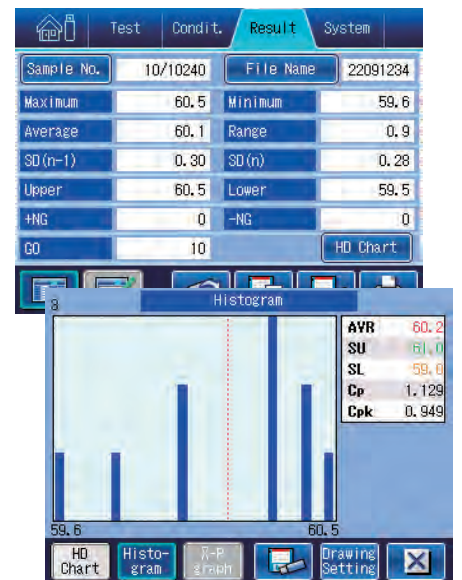 Test Condit. Result System
Sample No. 10/10240 File Name 22091234
Maximum 60.5 Minimum 59.6
Average 60.1 Range 0.9
SD(n-1) 0.30 SD(n) 0.28
Upper 60.5 Lower 59.5
+NG 0 -NG 0
GO 10 HD Chart
3 Histogram
AVR 60.2
SU 61.0
SL 59.0
Cp 1.129
Cpk 0.949
59.6 60.5
HD Chart
Histo-gram
X̄-R graph
Drawing Setting